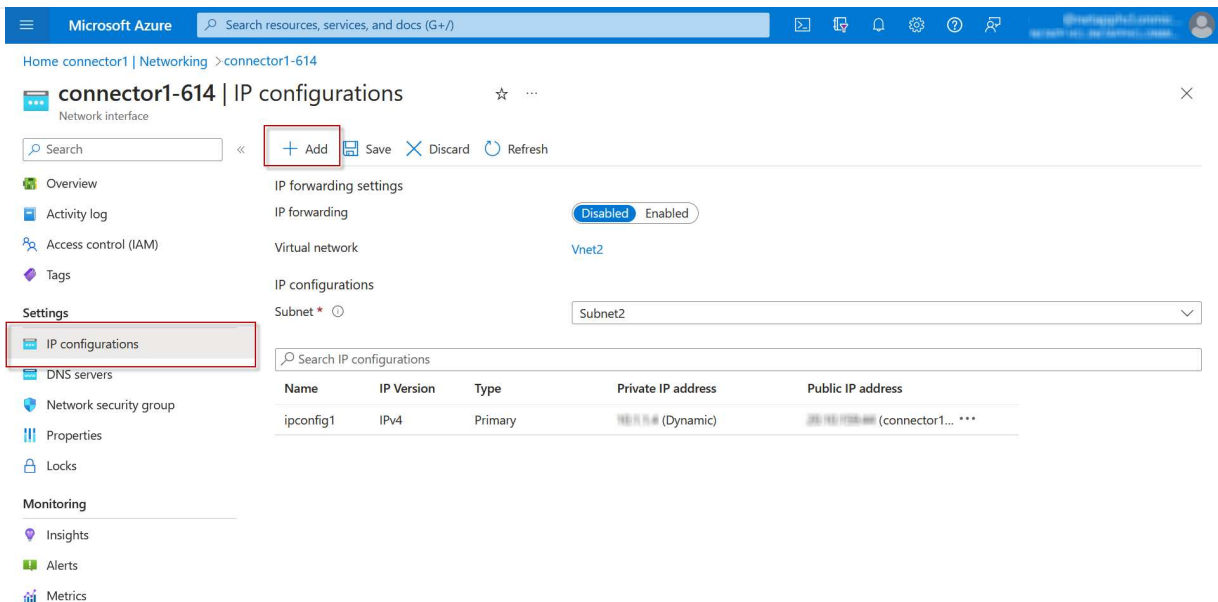 Microsoft Azure
Search resources, services, and docs (G+/)
Home connector1 | Networking > connector1-614
connector1-614 | IP configurations
Network interface
Search
Add Save Discard Refresh
Overview
Activity log
Access control (IAM)
Tags
Settings
IP configurations
DNS servers
Network security group
Properties
Locks
Monitoring
Insights
Alerts
Metrics
IP forwarding settings
IP forwarding Disabled Enabled
Virtual network Vnet2
IP configurations
Subnet * Subnet2
Search IP configurations
Name IP Version Type Private IP address Public IP address
ipconfig1 IPv4 Primary (Dynamic) (connector1...